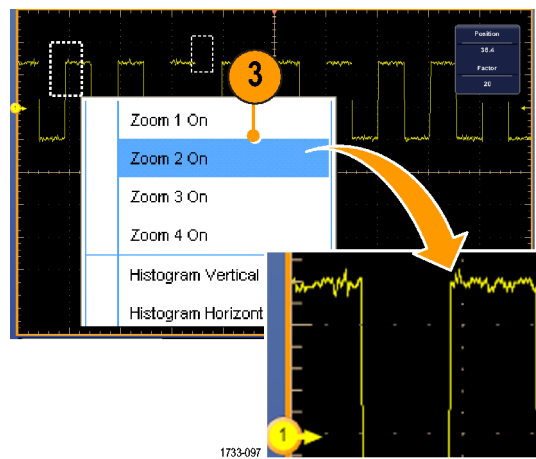 Position
36.4
Factor
20
3
1
Zoom 1 On
Zoom 2 On
Zoom 3 On
Zoom 4 On
Histogram Vertical
Histogram Horizont
1
1733-097